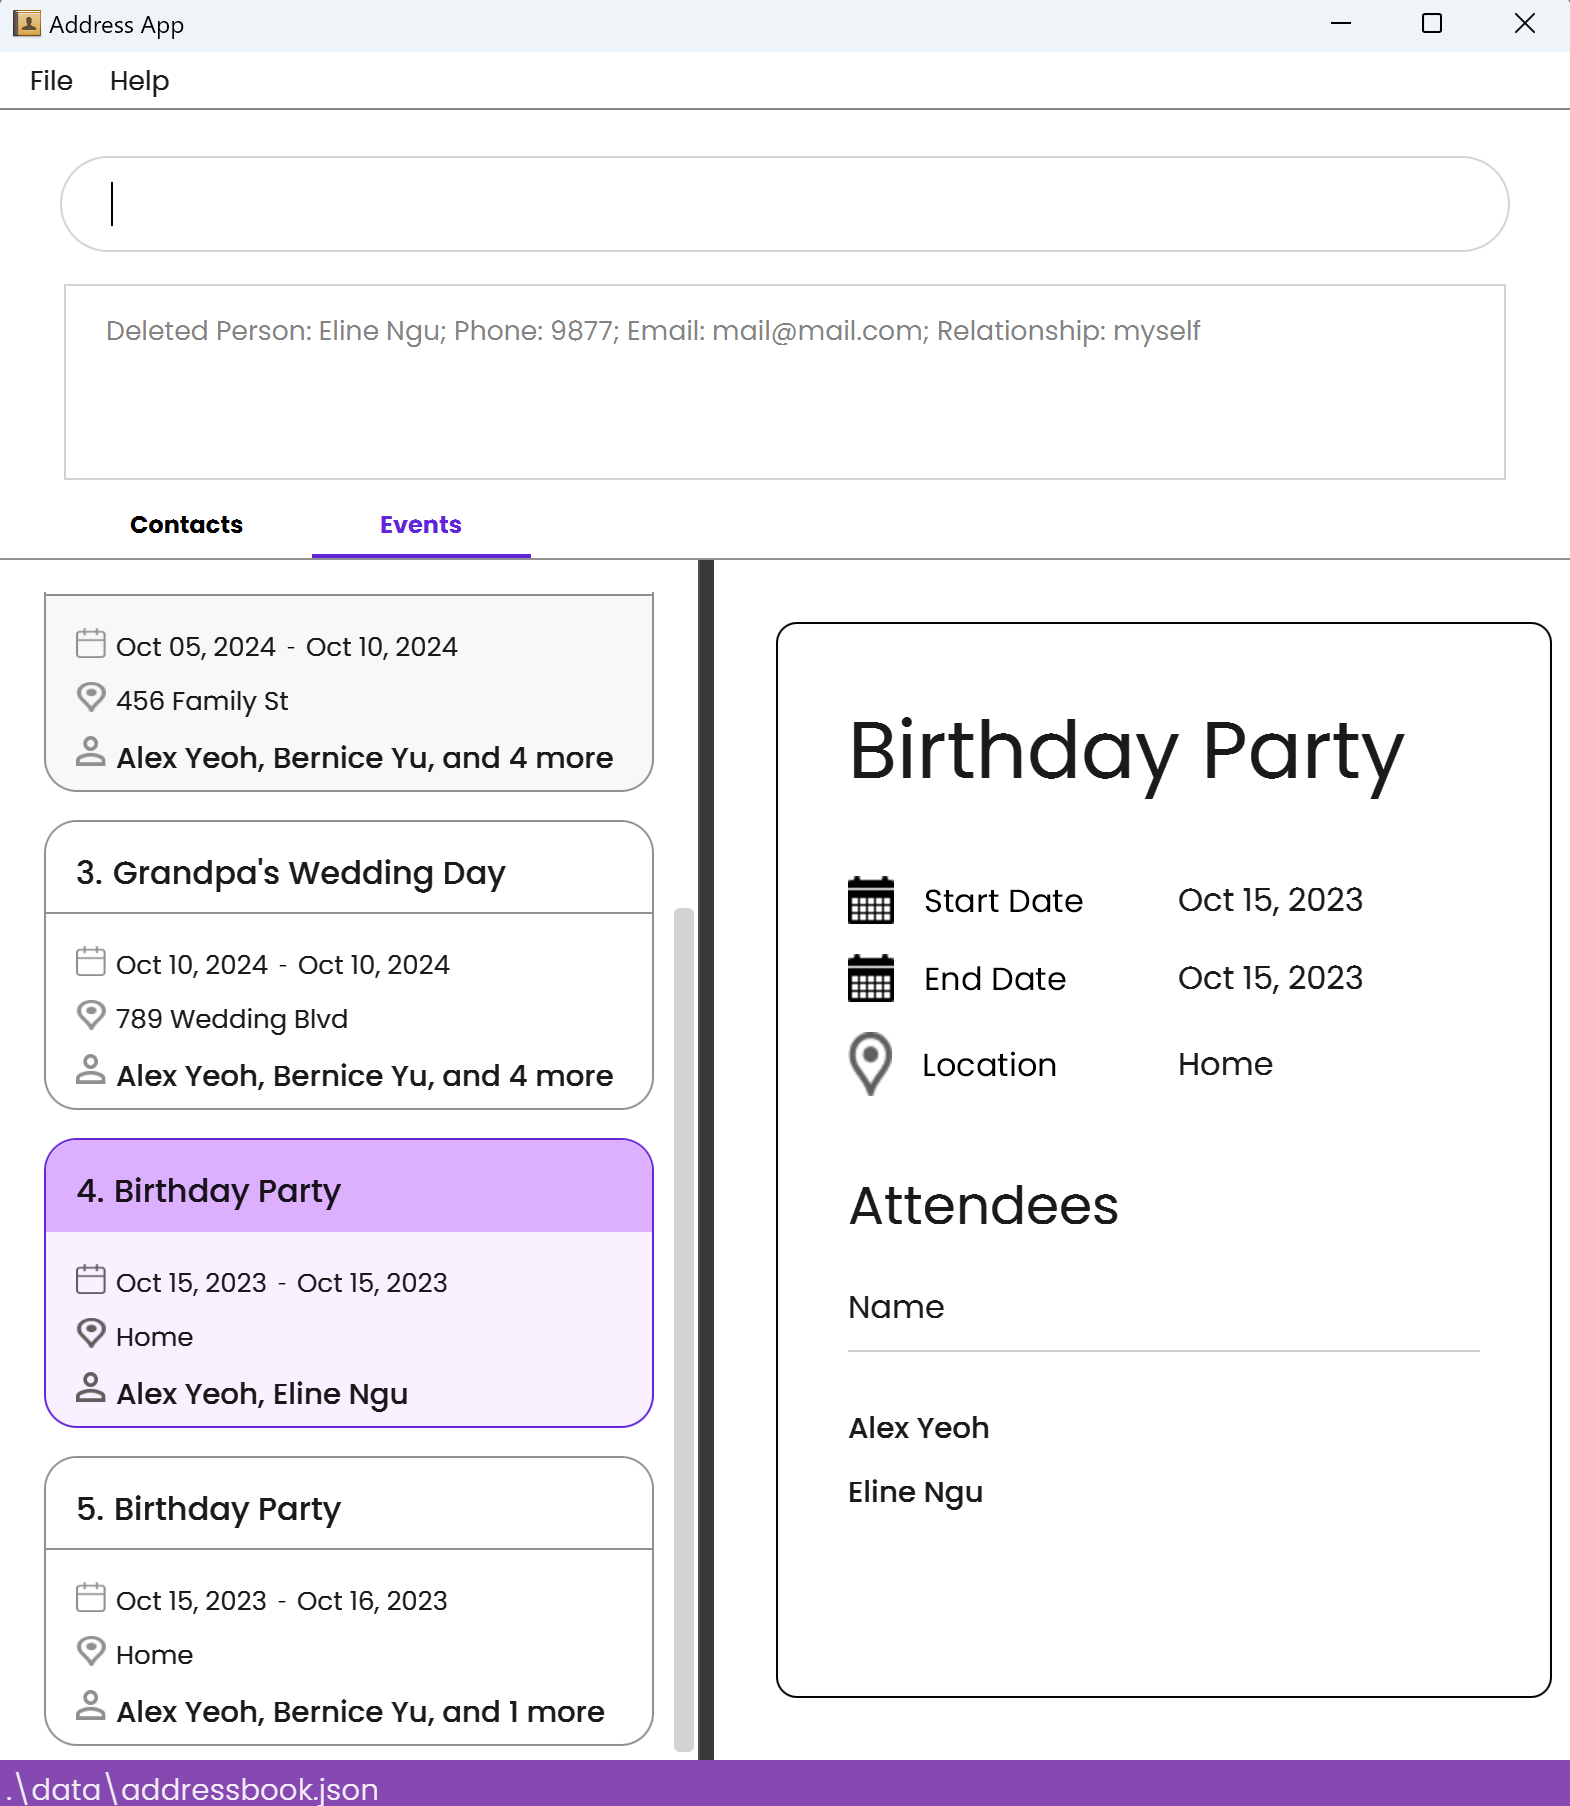 Address App
File Help
Deleted Person: Eline Ngu; Phone: 9877; Email: mail@mail.com; Relationship: myself
Contacts Events
Oct 05, 2024 - Oct 10, 2024
456 Family St
Alex Yeoh, Bernice Yu, and 4 more
3. Grandpa's Wedding Day
Oct 10, 2024 - Oct 10, 2024
789 Wedding Blvd
Alex Yeoh, Bernice Yu, and 4 more
4. Birthday Party
Oct 15, 2023 - Oct 15, 2023
Home
Alex Yeoh, Eline Ngu
5. Birthday Party
Oct 15, 2023 - Oct 16, 2023
Home
Alex Yeoh, Bernice Yu, and 1 more
Birthday Party
Start Date Oct 15, 2023
End Date Oct 15, 2023
Location Home
Attendees
Name
Alex Yeoh
Eline Ngu
.\data\addressbook.json